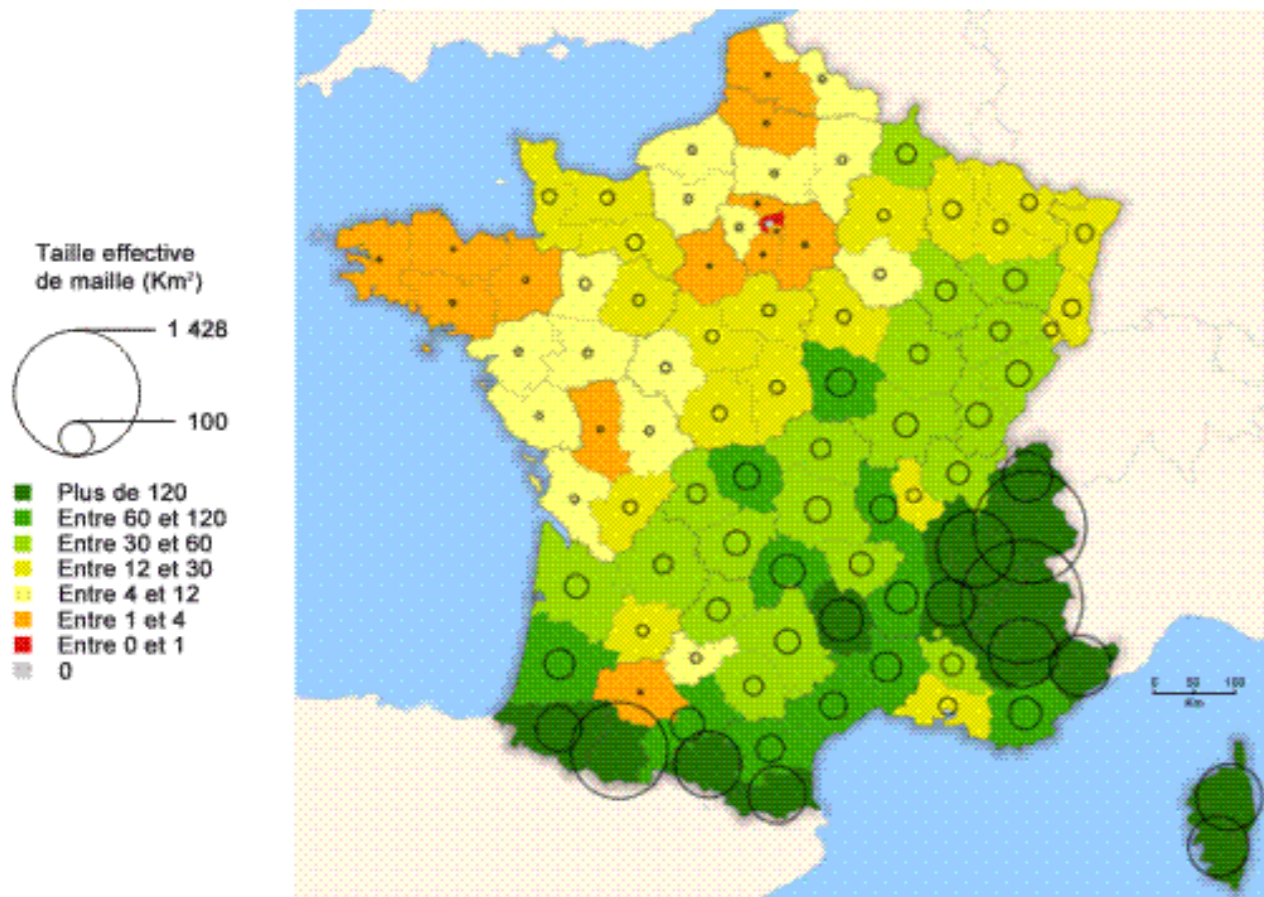 Taille effective
de maille (Km²)
1 428
100
Plus de 120
Entre 60 et 120
Entre 30 et 60
Entre 12 et 30
Entre 4 et 12
Entre 1 et 4
Entre 0 et 1
0
0 50 100
Km